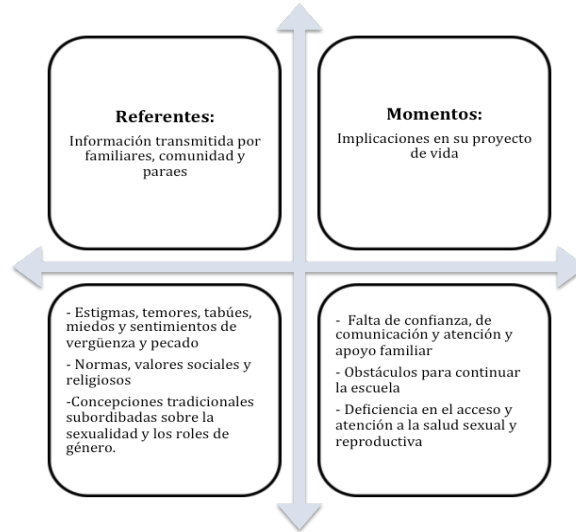 Referentes:
Información transmitida por
familiares, comunidad y
paraes
Momentos:
Implicaciones en su proyecto
de vida
- Estigmas, temores, tabúes,
miedos y sentimientos de
vergüenza y pecado
- Normas, valores sociales y
religiosos
-Concepciones tradicionales
subordibadas sobre la
sexualidad y los roles de
género.
- Falta de confianza, de
comunicación y atención y
apoyo familiar
- Obstáculos para continuar
la escuela
- Deficiencia en el acceso y
atención a la salud sexual y
reproductiva